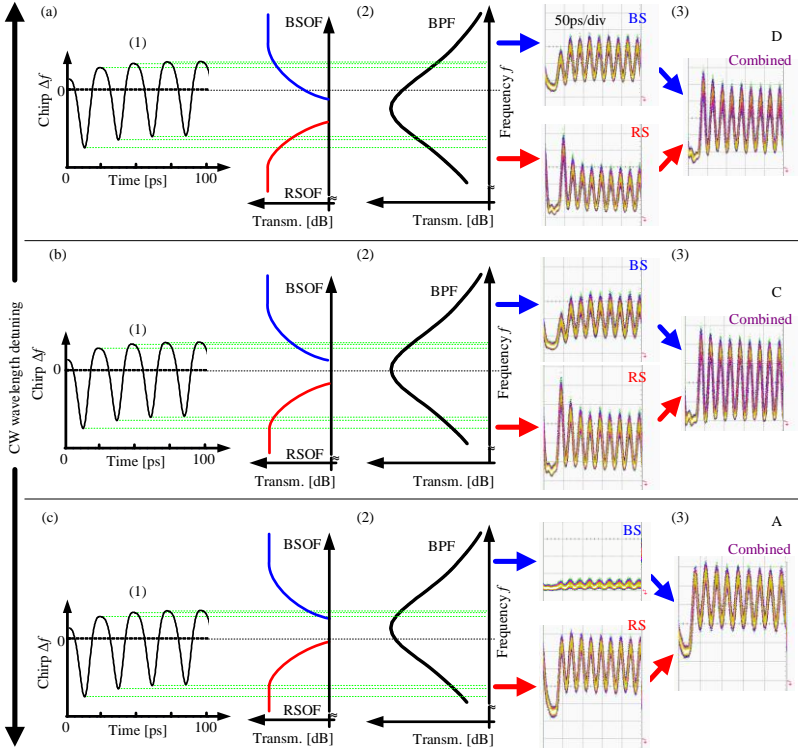 CW wavelength detuning
(a)
(1)
Chirp Δf
0
0
100
Time [ps]
BSOF
RSOF
Transm. [dB]
≈
(2)
BPF
Transm. [dB]
Frequency f
≈
50ps/div
BS
RS
(3)
D
Combined
(b)
(1)
Chirp Δf
0
0
100
Time [ps]
BSOF
RSOF
Transm. [dB]
≈
(2)
BPF
Transm. [dB]
Frequency f
≈
BS
RS
(3)
C
Combined
(c)
(1)
Chirp Δf
0
0
100
Time [ps]
BSOF
RSOF
Transm. [dB]
≈
(2)
BPF
Transm. [dB]
Frequency f
≈
BS
RS
(3)
A
Combined